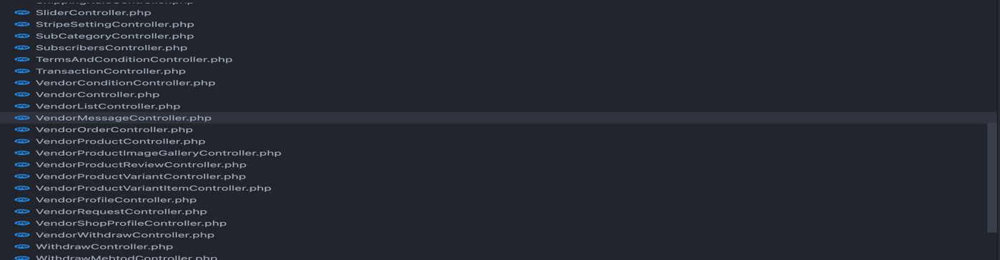 ShippingRuleController.php
SliderController.php
StripeSettingController.php
SubCategoryController.php
SubscribersController.php
TermsAndConditionController.php
TransactionController.php
VendorConditionController.php
VendorController.php
VendorListController.php
VendorMessageController.php
VendorOrderController.php
VendorProductController.php
VendorProductImageGalleryController.php
VendorProductReviewController.php
VendorProductVariantController.php
VendorProductVariantItemController.php
VendorProfileController.php
VendorRequestController.php
VendorShopProfileController.php
VendorWithdrawController.php
WithdrawController.php
WithdrawMehtodController.php